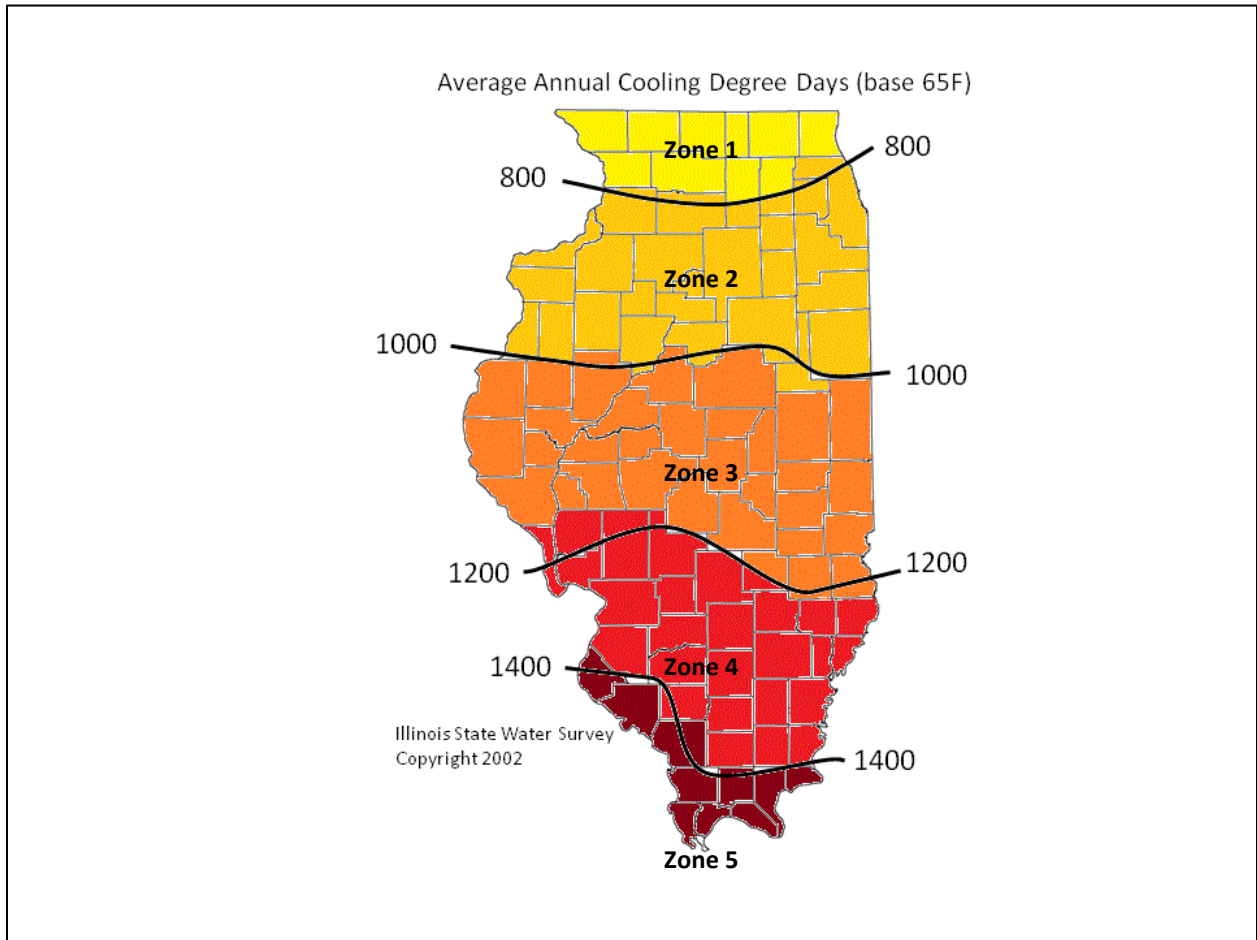 Average Annual Cooling Degree Days (base 65F)
Zone 1
800
800
Zone 2
1000
1000
Zone 3
1200
1200
Zone 4
1400
Illinois State Water Survey
Copyright 2002
1400
Zone 5